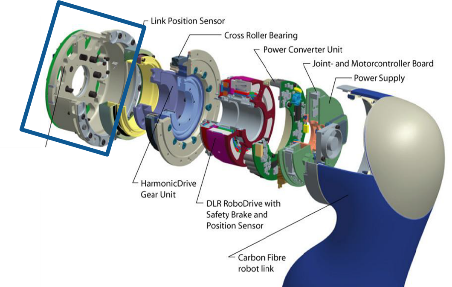 Link Position Sensor
Cross Roller Bearing
Power Converter Unit
Joint- and Motorcontroller Board
Power Supply
HarmonicDrive
Gear Unit
DLR RoboDrive with
Safety Brake and
Position Sensor
Carbon Fibre
robot link